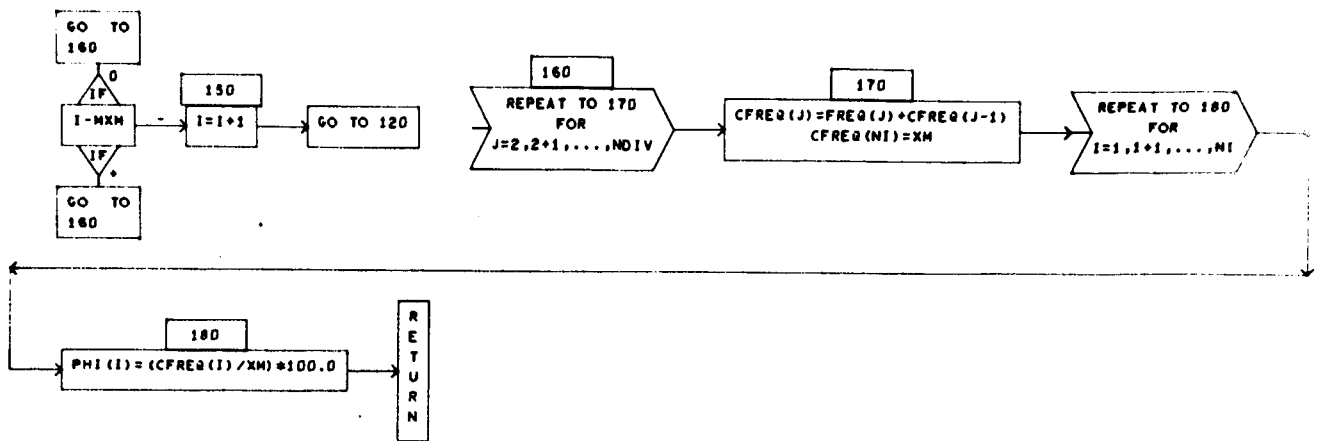 GO TO
160
0
IF
I-MXM
-
IF
+
GO TO
160
150
I=I+1
GO TO 120
160
REPEAT TO 170
FOR
J=2,2+1,...,NDIV
170
CFREQ(J)=FREQ(J)+CFREQ(J-1)
CFREQ(NI)=XM
REPEAT TO 180
FOR
I=1,1+1,...,NI
180
PHI(I)=(CFREQ(I)/XM)*100.0
RETURN